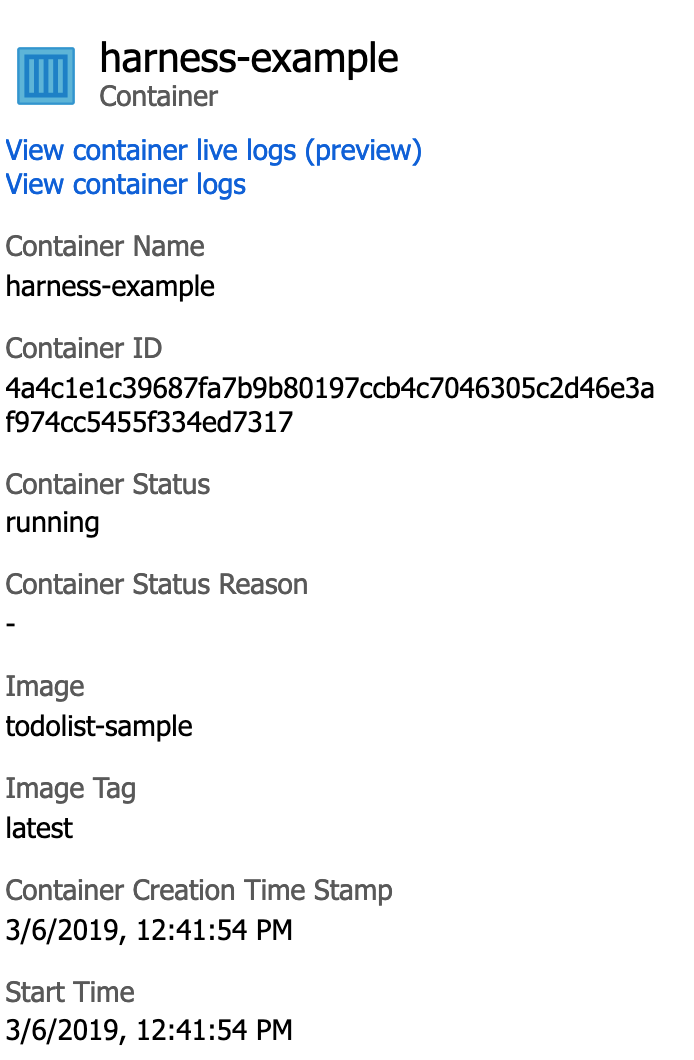 harness-example
Container
View container live logs (preview)
View container logs
Container Name
harness-example
Container ID
4a4c1e1c39687fa7b9b80197ccb4c7046305c2d46e3a
f974cc5455f334ed7317
Container Status
running
Container Status Reason
-
Image
todolist-sample
Image Tag
latest
Container Creation Time Stamp
3/6/2019, 12:41:54 PM
Start Time
3/6/2019, 12:41:54 PM